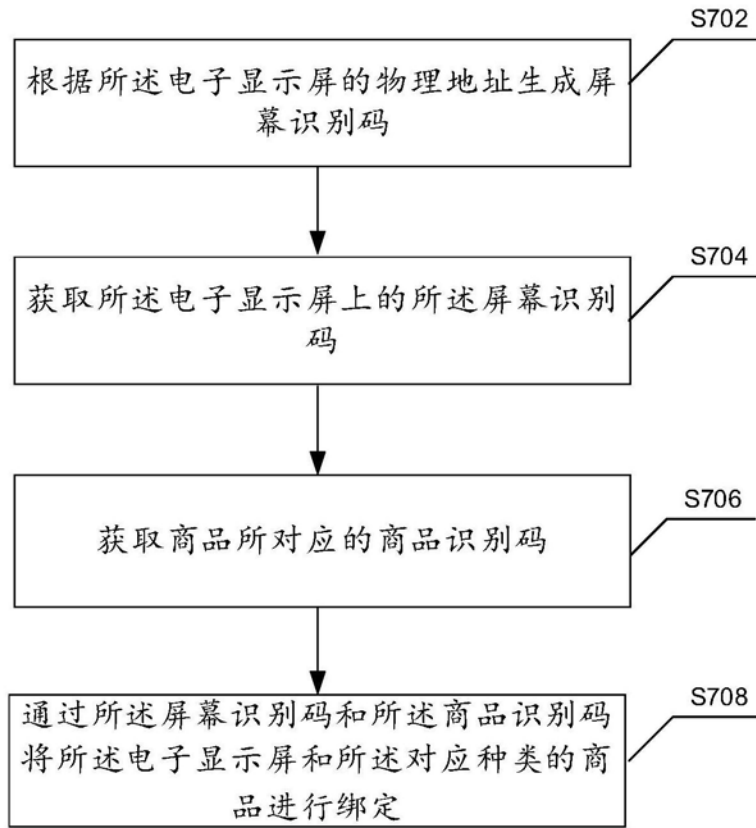 S702
根据所述电子显示屏的物理地址生成屏
幕识别码
S704
获取所述电子显示屏上的所述屏幕识别
码
S706
获取商品所对应的商品识别码
S708
通过所述屏幕识别码和所述商品识别码
将所述电子显示屏和所述对应种类的商
品进行绑定